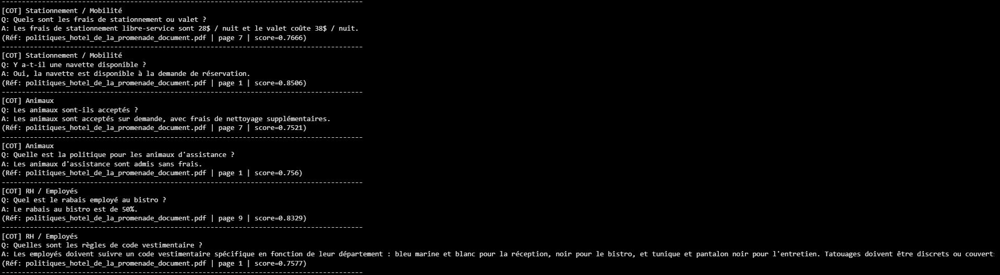 ---------------------------------------------------------------------------------------------
[COT] Stationnement / Mobilité
Q: Quels sont les frais de stationnement ou valet ?
A: Les frais de stationnement libre-service sont 28$ / nuit et le valet coûte 38$ / nuit.
(Réf: politiques_hotel_de_la_promenade_document.pdf | page 7 | score=0.7666)
---------------------------------------------------------------------------------------------
[COT] Stationnement / Mobilité
Q: Y a-t-il une navette disponible ?
A: Oui, la navette est disponible à la demande de réservation.
(Réf: politiques_hotel_de_la_promenade_document.pdf | page 1 | score=0.8506)
---------------------------------------------------------------------------------------------
[COT] Animaux
Q: Les animaux sont-ils acceptés ?
A: Les animaux sont acceptés sur demande, avec frais de nettoyage supplémentaires.
(Réf: politiques_hotel_de_la_promenade_document.pdf | page 7 | score=0.7521)
---------------------------------------------------------------------------------------------
[COT] Animaux
Q: Quelle est la politique pour les animaux d'assistance ?
A: Les animaux d'assistance sont admis sans frais.
(Réf: politiques_hotel_de_la_promenade_document.pdf | page 1 | score=0.756)
---------------------------------------------------------------------------------------------
[COT] RH / Employés
Q: Quel est le rabais employé au bistro ?
A: Le rabais au bistro est de 50%.
(Réf: politiques_hotel_de_la_promenade_document.pdf | page 9 | score=0.8329)
---------------------------------------------------------------------------------------------
[COT] RH / Employés
Q: Quelles sont les règles de code vestimentaire ?
A: Les employés doivent suivre un code vestimentaire spécifique en fonction de leur département : bleu marine et blanc pour la réception, noir pour le bistro, et tunique et pantalon noir pour l'entretien. Tatouages doivent être discrets ou couverts
(Réf: politiques_hotel_de_la_promenade_document.pdf | page 1 | score=0.7577)
---------------------------------------------------------------------------------------------